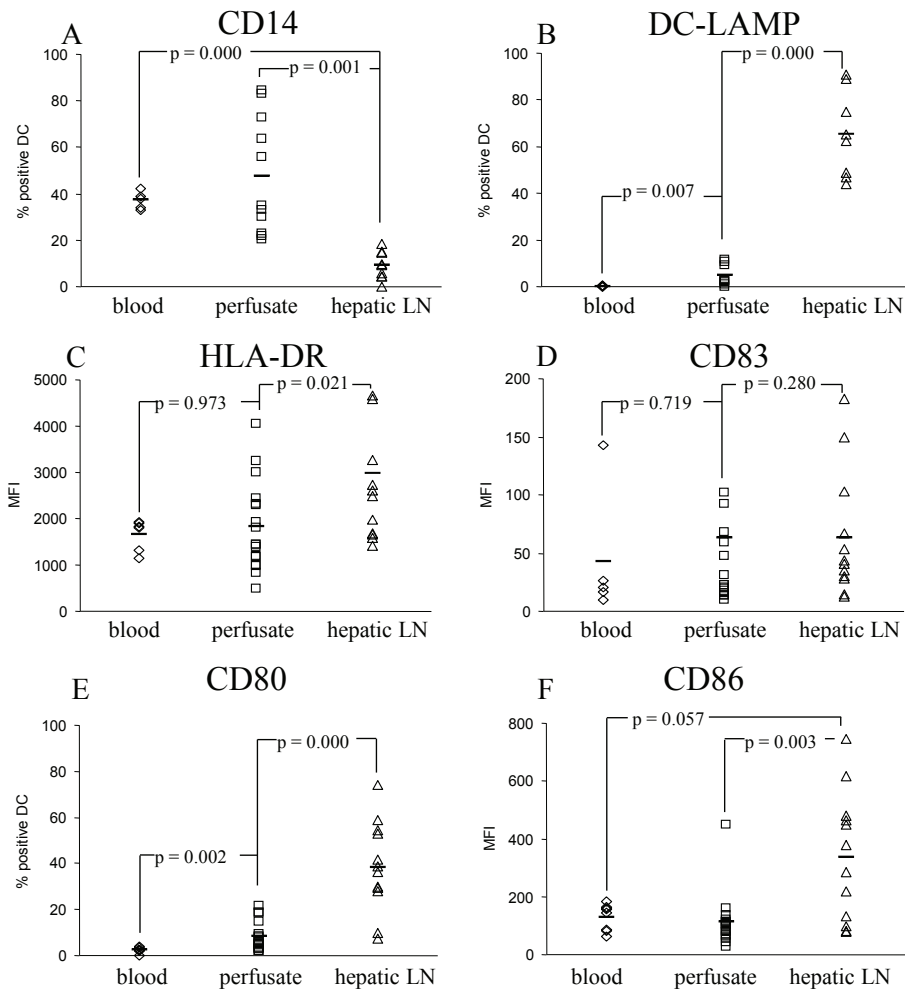 A
CD14
p = 0.000
p = 0.001
100
80
60
40
20
0
% positive DC
blood
perfusate
hepatic LN
B
DC-LAMP
p = 0.000
p = 0.007
100
80
60
40
20
0
% positive DC
blood
perfusate
hepatic LN
C
HLA-DR
p = 0.021
p = 0.973
5000
4000
3000
2000
1000
0
MFI
blood
perfusate
hepatic LN
D
CD83
p = 0.280
p = 0.719
200
150
100
50
0
MFI
blood
perfusate
hepatic LN
E
CD80
p = 0.000
p = 0.002
100
80
60
40
20
0
% positive DC
blood
perfusate
hepatic LN
F
CD86
p = 0.057
p = 0.003
800
600
400
200
0
MFI
blood
perfusate
hepatic LN